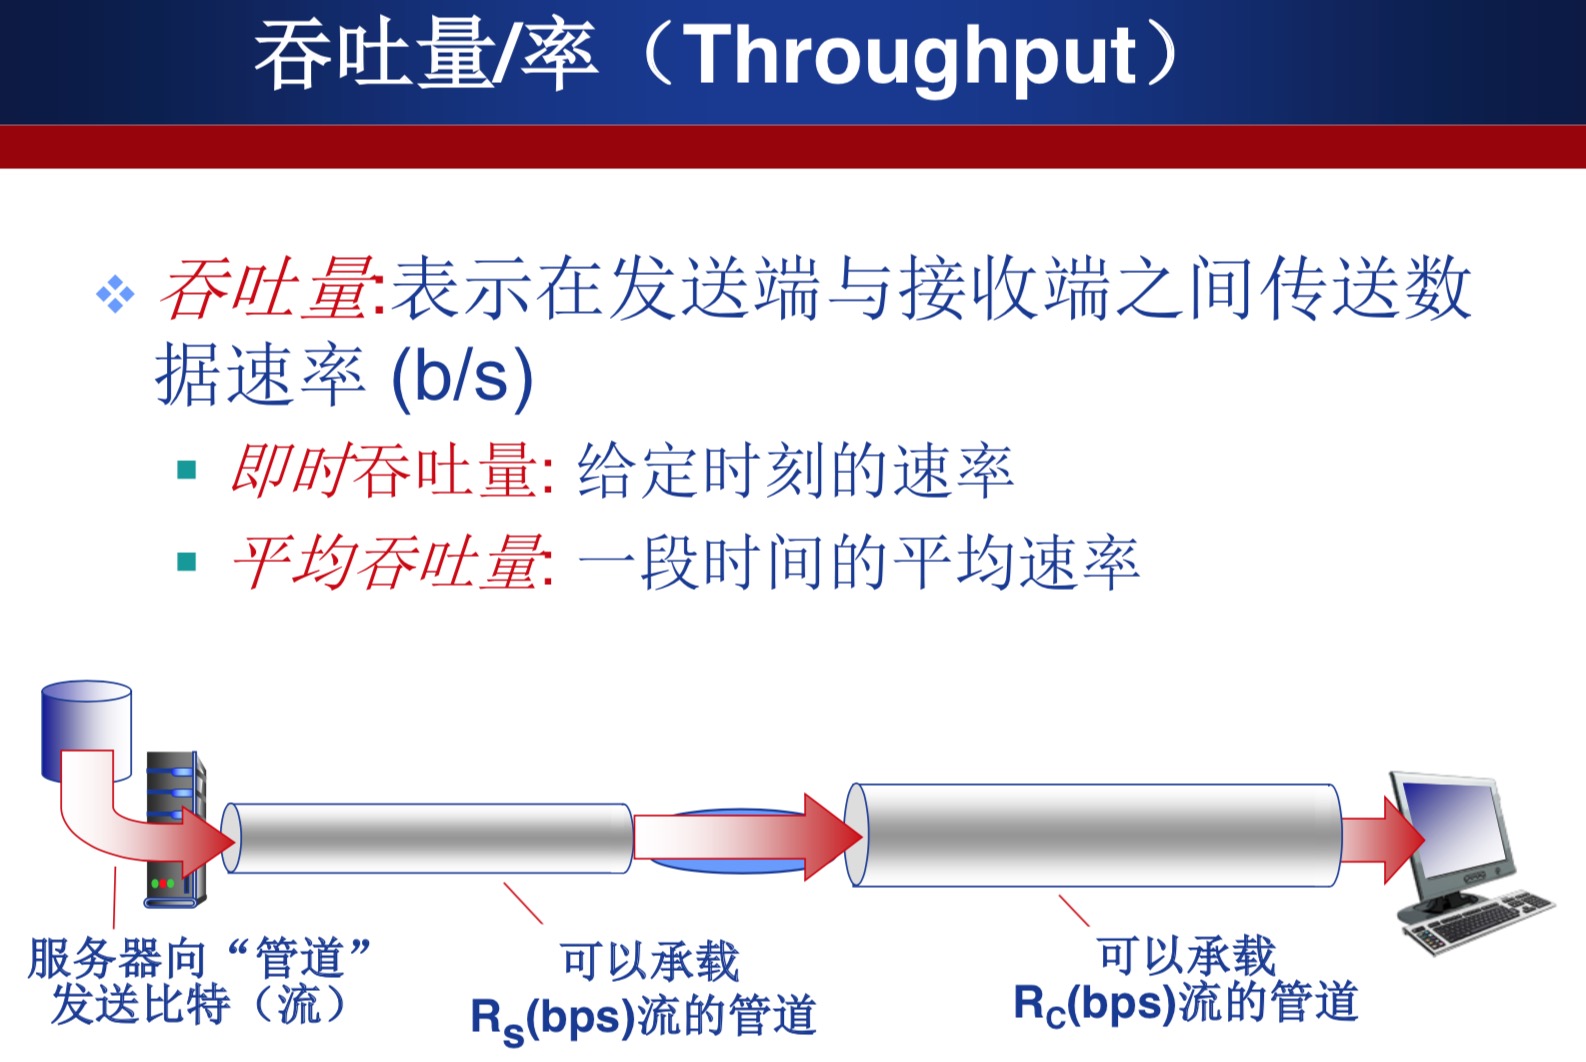 吞吐量/率（Throughput）
吞吐量:表示在发送端与接收端之间传送数
据速率 (b/s)
即时吞吐量: 给定时刻的速率
平均吞吐量: 一段时间的平均速率
服务器向“管道”
发送比特（流）
可以承载
RS(bps)流的管道
可以承载
RC(bps)流的管道